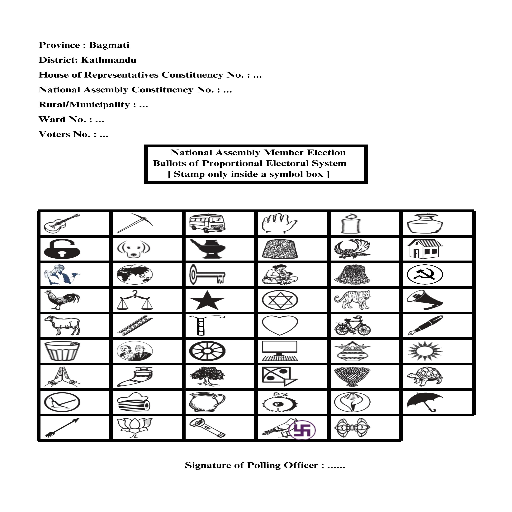 Province : Bagmati
District: Kathmandu
House of Representatives Constituency No. : ...
National Assembly Constituency No. : ...
Rural/Municipality : ...
Ward No. : ...
Voters No. : ...
National Assembly Member Election
Ballots of Proportional Electoral System
[ Stamp only inside a symbol box ]
Signature of Polling Officer : ......